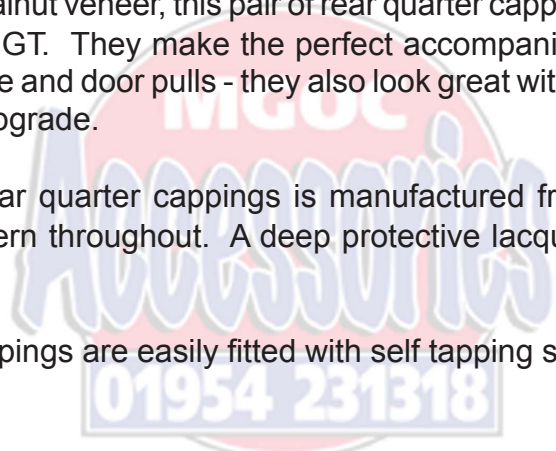 alnut veneer, this pair of rear quarter capp
GT. They make the perfect accompani
e and door pulls - they also look great wit
pgrade.
MGOC
ar quarter cappings is manufactured fr
ern throughout. A deep protective lacqu
Accessories
pings are easily fitted with self tapping s
01954 231318